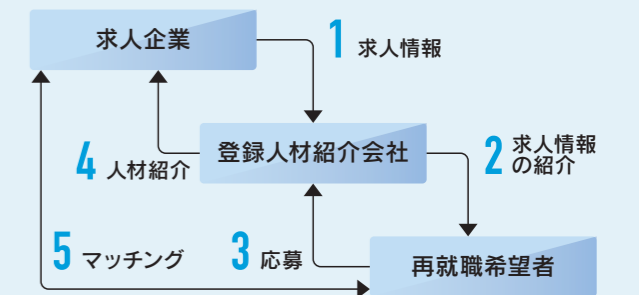 求人企業
1 求人情報
登録人材紹介会社
2 求人情報
の紹介
4 人材紹介
5 マッチング
3 応募
再就職希望者